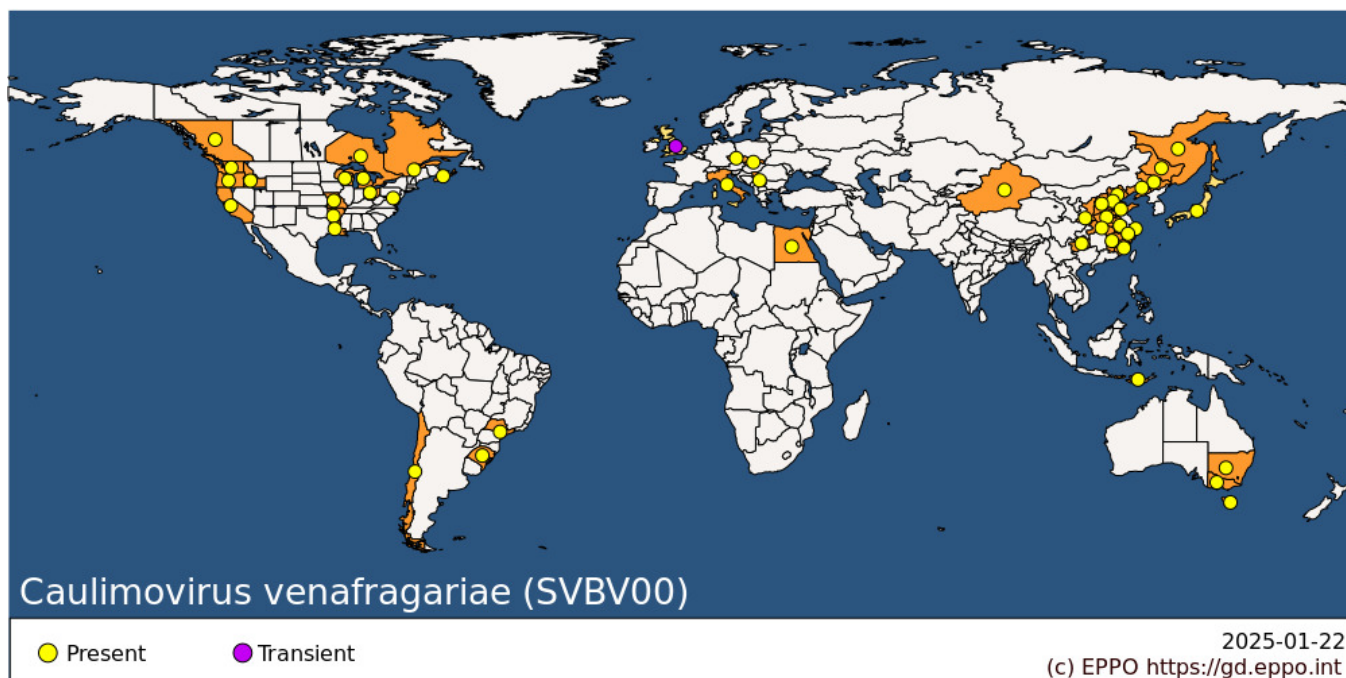 Caulimovirus venafragariae (SVBV00)
Present
Transient
2025-01-22
(c) EPPO https://gd.eppo.int